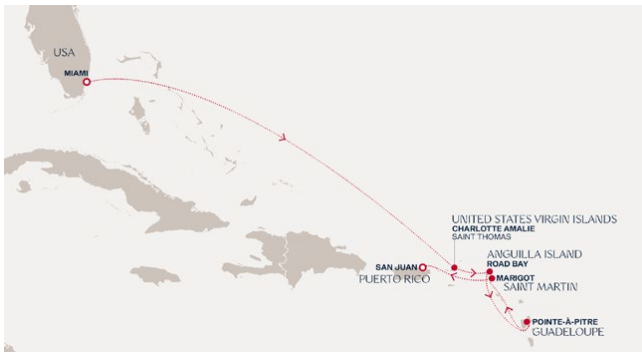 USA
MIAMI
UNITED STATES VIRGIN ISLANDS
CHARLOTTE AMALIE
SAINT THOMAS
ANGUILLA ISLAND
ROAD BAY
SAN JUAN
PUERTO RICO
MARIGOT
SAINT MARTIN
POINTE-À-PITRE
GUADELOUPE